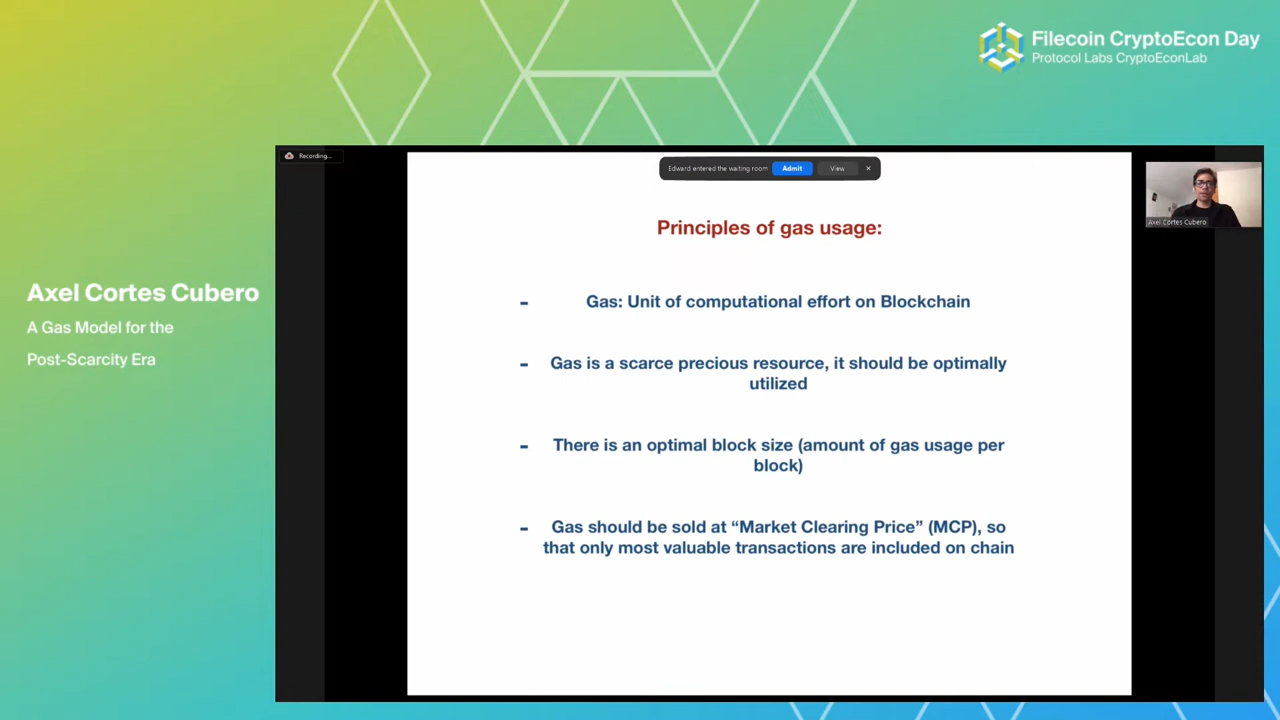 Filecoin CryptoEcon Day
Protocol Labs CryptoEconLab
Recording...
Edward entered the waiting room Admit View ×
Axel Cortes Cubero
Principles of gas usage:
- Gas: Unit of computational effort on Blockchain
- Gas is a scarce precious resource, it should be optimally
utilized
- There is an optimal block size (amount of gas usage per
block)
- Gas should be sold at “Market Clearing Price” (MCP), so
that only most valuable transactions are included on chain
Axel Cortes Cubero
A Gas Model for the
Post-Scarcity Era